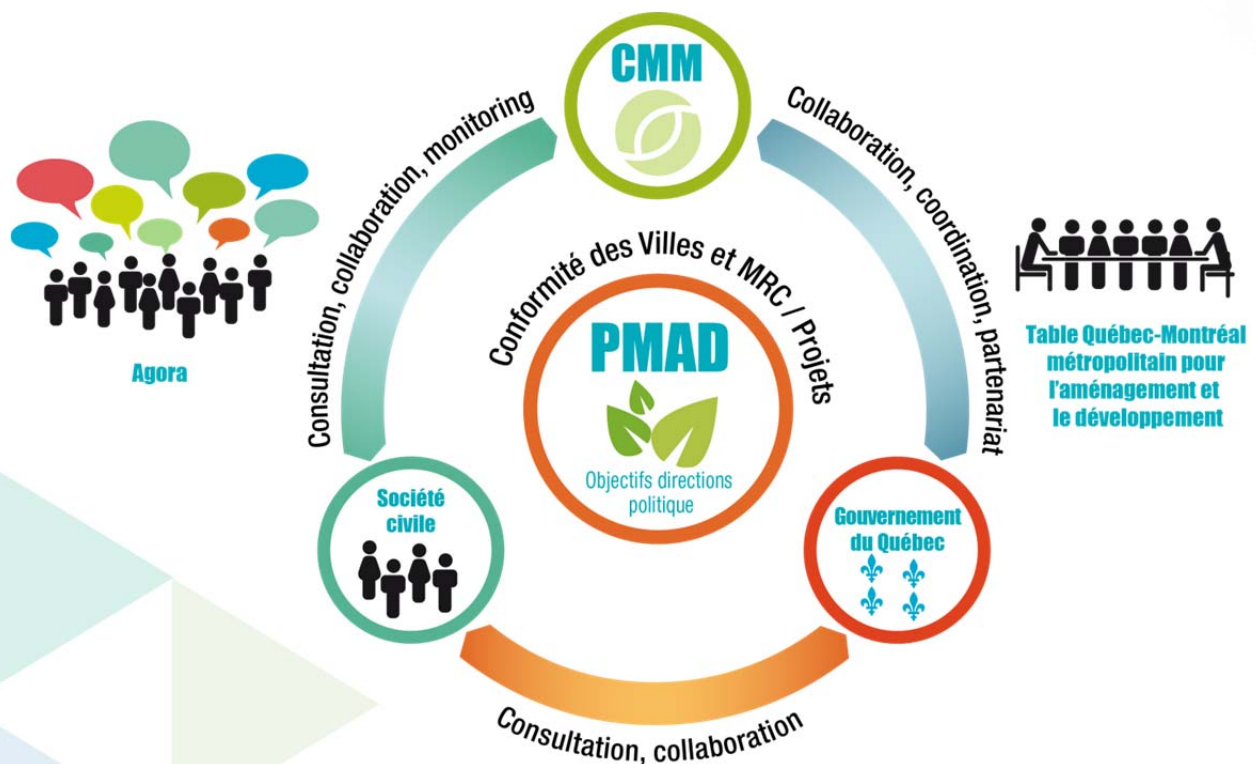 CMM
Consultation, collaboration, monitoring
Collaboration, coordination, partenariat
Agora
Conformité des Villes et MRC / Projets
PMAD
Objectifs directions
politique
Table Québec-Montréal
métropolitain pour
l'aménagement et
le développement
Société
civile
Gouvernement
du Québec
Consultation, collaboration